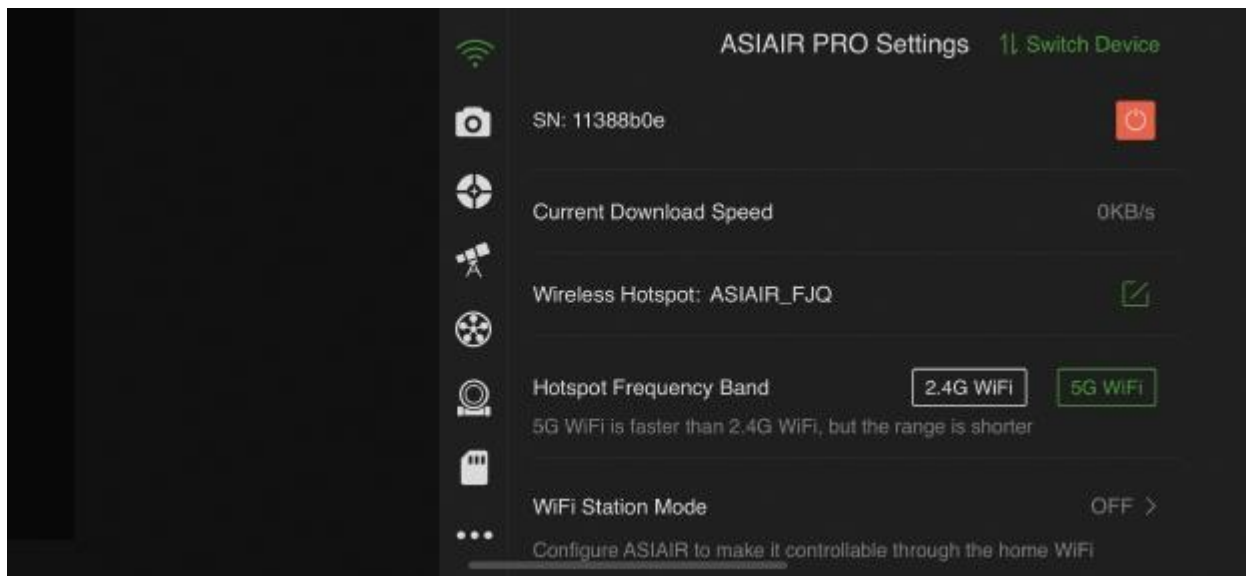 ASIAIR PRO Settings
Switch Device
SN: 11388b0e
Current Download Speed
0KB/s
Wireless Hotspot: ASIAIR_FJQ
Hotspot Frequency Band
2.4G WiFi
5G WiFi
5G WiFi is faster than 2.4G WiFi, but the range is shorter
WiFi Station Mode
OFF >
Configure ASIAIR to make it controllable through the home WiFi